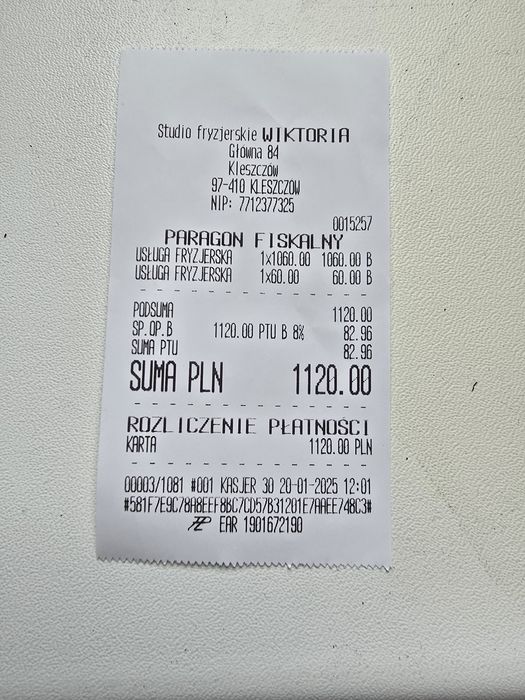 Studio fryzjerskie WIKTORIA
Główna 84
Kleszczów
97-410 KLESZCZÓW
NIP: 7712377325
0015257
PARAGON FISKALNY
USŁUGA FRYZJERSKA 1x1060.00 1060.00 B
USŁUGA FRYZJERSKA 1x60.00 60.00 B
PODSUMA 1120.00
SP.OP.B 1120.00 PTU B 8% 82.96
SUMA PTU 82.96
SUMA PLN 1120.00
ROZLICZENIE PŁATNOŚCI
KARTA 1120.00 PLN
00003/1081 #001 KASJER 30 20-01-2025 12:01
#581F7E9C78A8EEF8BC7CD57B31201E7AAEE748C3#
EAR 1901672190